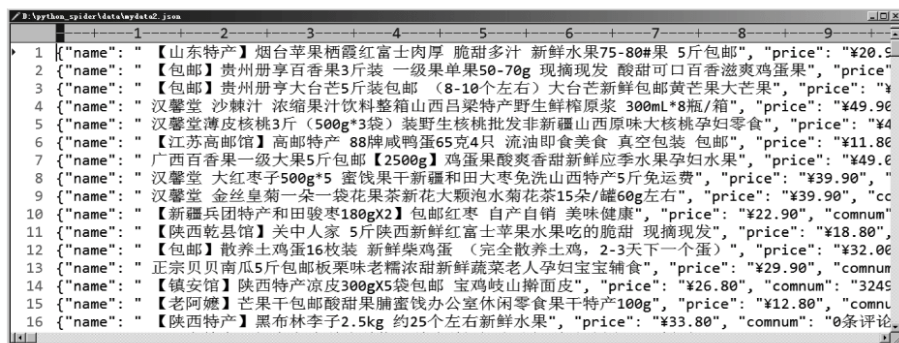 D:\python_spider\data\mydata2.json
1 2 3 4 5 6 7 8 9
1 {"name": " 【山东特产】烟台苹果栖霞红富士肉厚 脆甜多汁 新鲜水果75-80#果 5斤包邮", "price": "¥20.9
2 {"name": " 【包邮】贵州册亨百香果3斤装 一级果单果50-70g 现摘现发 酸甜可口百香滋爽鸡蛋果", "price"
3 {"name": " 【包邮】贵州册亨大台芒5斤装包邮 （8-10个左右）大台芒新鲜包邮黄芒果大芒果", "price": "¥
4 {"name": " 汉馨堂 沙棘汁 浓缩果汁饮料整箱山西吕梁特产野生鲜榨原浆 300mL*8瓶/箱", "price": "¥49.90
5 {"name": " 汉馨堂薄皮核桃3斤（500g*3袋）装野生核桃批发非新疆山西原味大核桃孕妇零食", "price": "¥4
6 {"name": " 【江苏高邮馆】高邮特产 88牌咸鸭蛋65克4只 流油即食美食 真空包装 包邮", "price": "¥11.80
7 {"name": " 广西百香果一级大果5斤包邮【2500g】鸡蛋果酸爽香甜新鲜应季水果孕妇水果", "price": "¥49.0
8 {"name": " 汉馨堂 大红枣子500g*5 蜜饯果干新疆和田大枣免洗山西特产5斤免运费", "price": "¥39.90", "
9 {"name": " 汉馨堂 金丝皇菊一朵一袋花果茶新花大颗泡水菊花茶15朵/罐60g左右", "price": "¥39.90", "cc
10 {"name": " 【新疆兵团特产和田骏枣180gX2】包邮红枣 自产自销 美味健康", "price": "¥22.90", "comnum"
11 {"name": " 【陕西乾县馆】关中人家 5斤陕西新鲜红富士苹果水果吃的脆甜 现摘现发", "price": "¥18.80",
12 {"name": " 【包邮】散养土鸡蛋16枚装 新鲜柴鸡蛋 （完全散养土鸡，2-3天下一个蛋）", "price": "¥32.00
13 {"name": " 正宗贝贝南瓜5斤包邮板栗味老糯浓甜新鲜蔬菜老人孕妇宝宝辅食", "price": "¥29.90", "comnum
14 {"name": " 【镇安馆】陕西特产凉皮300gX5袋包邮 宝鸡岐山擀面皮", "price": "¥26.80", "comnum": "3249
15 {"name": " 【老阿嬷】芒果干包邮酸甜果脯蜜饯办公室休闲零食果干特产100g", "price": "¥12.80", "comnu
16 {"name": " 【陕西特产】黑布林李子2.5kg 约25个左右新鲜水果", "price": "¥33.80", "comnum": "0条评论